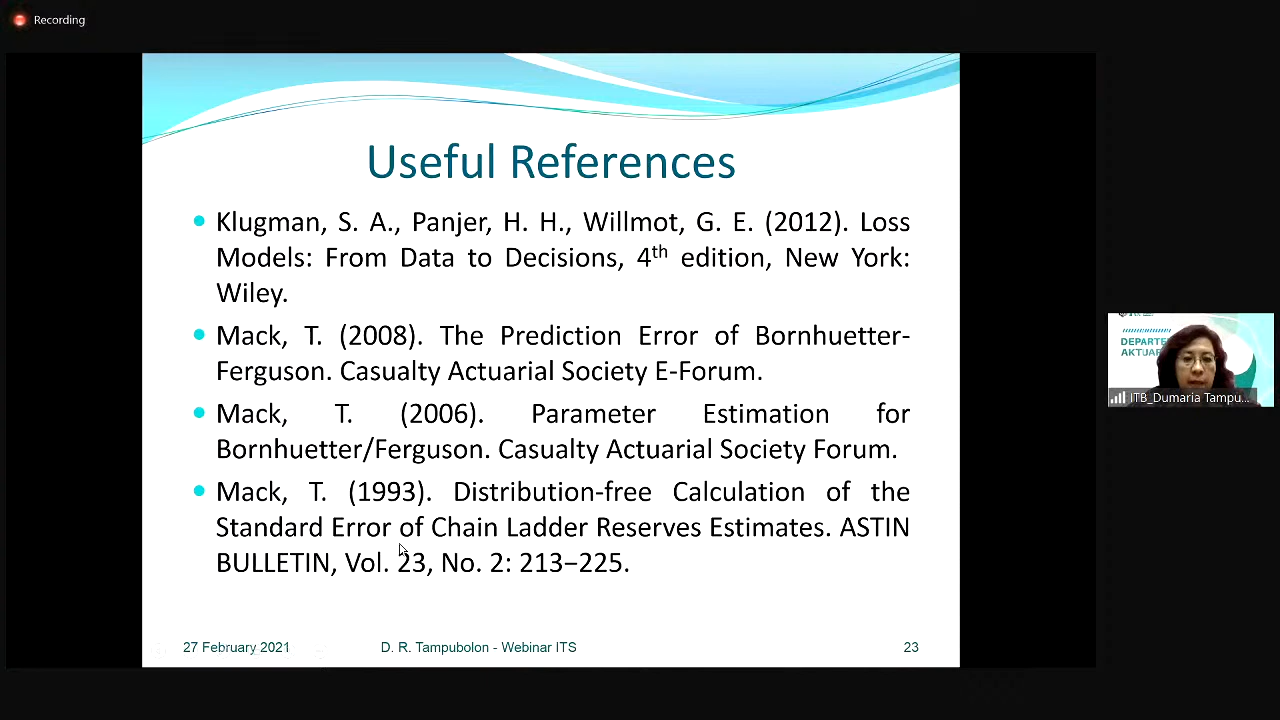 Recording
Useful References
Klugman, S. A., Panjer, H. H., Willmot, G. E. (2012). Loss
Models: From Data to Decisions, 4th edition, New York:
Wiley.
Mack, T. (2008). The Prediction Error of Bornhuetter-
Ferguson. Casualty Actuarial Society E-Forum.
Mack, T. (2006). Parameter Estimation for
Bornhuetter/Ferguson. Casualty Actuarial Society Forum.
Mack, T. (1993). Distribution-free Calculation of the
Standard Error of Chain Ladder Reserves Estimates. ASTIN
BULLETIN, Vol. 23, No. 2: 213−225.
27 February 2021 D. R. Tampubolon - Webinar ITS 23
DEPARTE
AKTUAR
ITB_Dumaria Tampu...